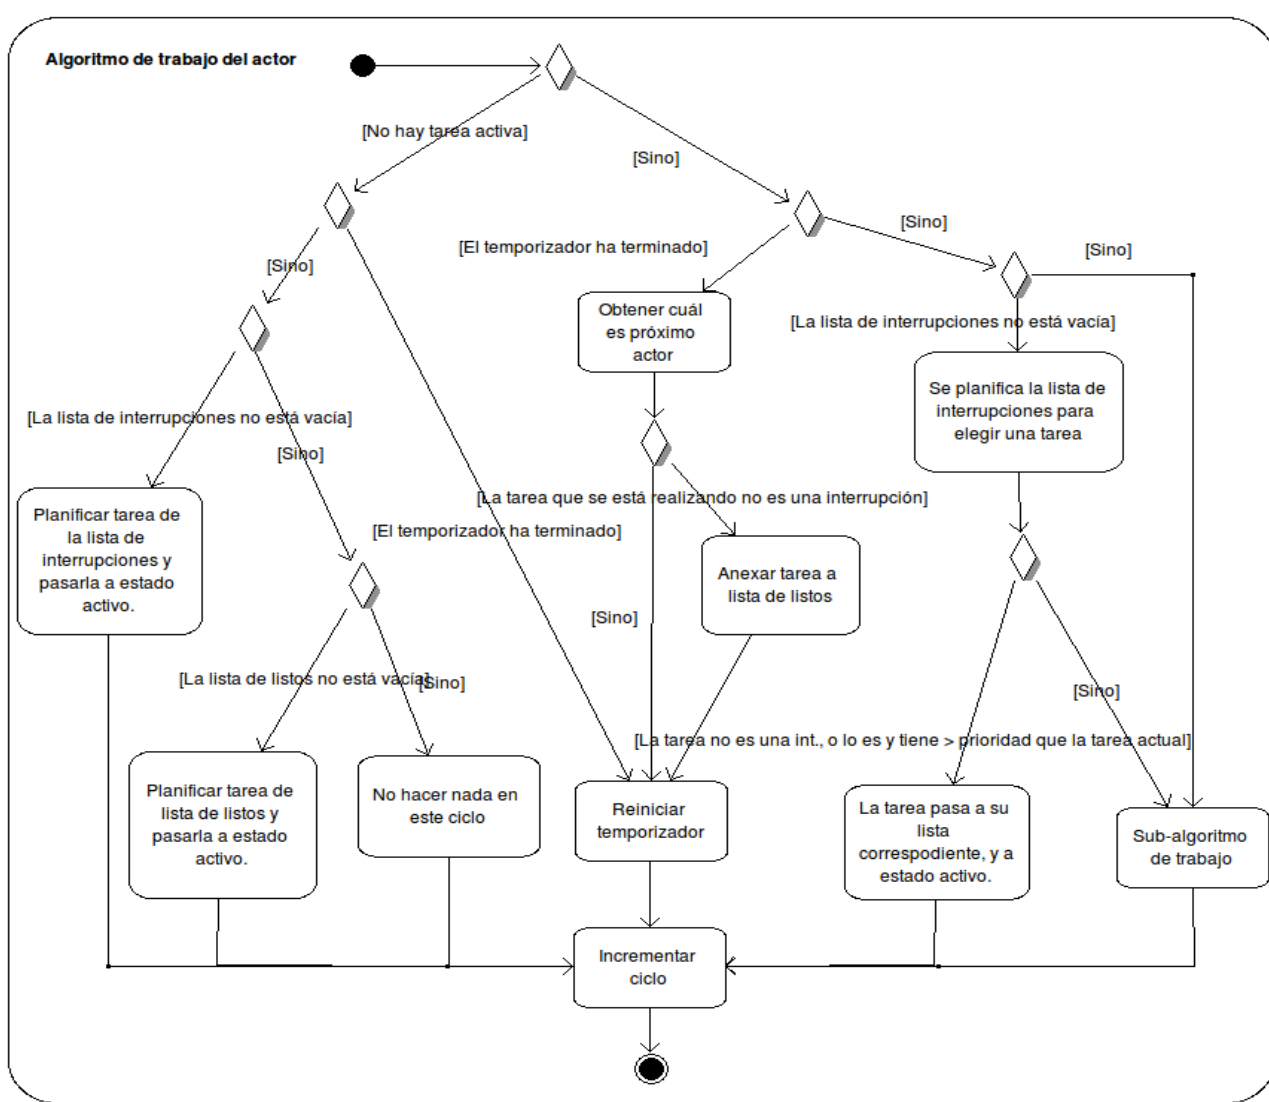 Algoritmo de trabajo del actor
[No hay tarea activa]
[Sino]
[Sino]
[El temporizador ha terminado]
[Sino]
[Sino]
Obtener cuál
es próximo
actor
[La lista de interrupciones no está vacía]
Se planifica la lista de
interrupciones para
elegir una tarea
[La lista de interrupciones no está vacía]
[Sino]
[La tarea que se está realizando no es una interrupción]
Planificar tarea de
la lista de
interrupciones y
pasarla a estado
activo.
[El temporizador ha terminado]
Anexar tarea a
lista de listos
[Sino]
[La lista de listos no está vacía]
[Sino]
[Sino]
[La tarea no es una int., o lo es y tiene > prioridad que la tarea actual]
Planificar tarea de
lista de listos y
pasarla a estado
activo.
No hacer nada en
este ciclo
Reiniciar
temporizador
La tarea pasa a su
lista
correspodiente, y a
estado activo.
Sub-algoritmo
de trabajo
Incrementar
ciclo